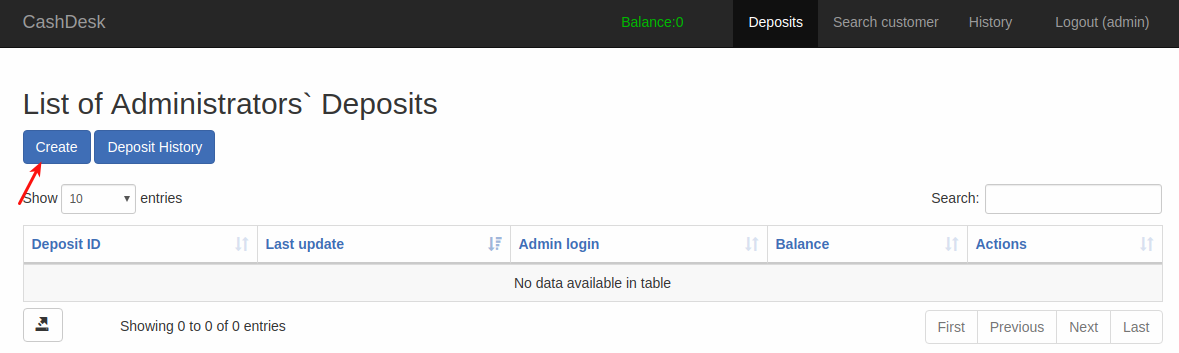 CashDesk Balance:0 Deposits Search customer History Logout (admin)
List of Administrators` Deposits
Create Deposit History
Show 10 entries Search:
Deposit ID Last update Admin login Balance Actions
No data available in table
Showing 0 to 0 of 0 entries First Previous Next Last